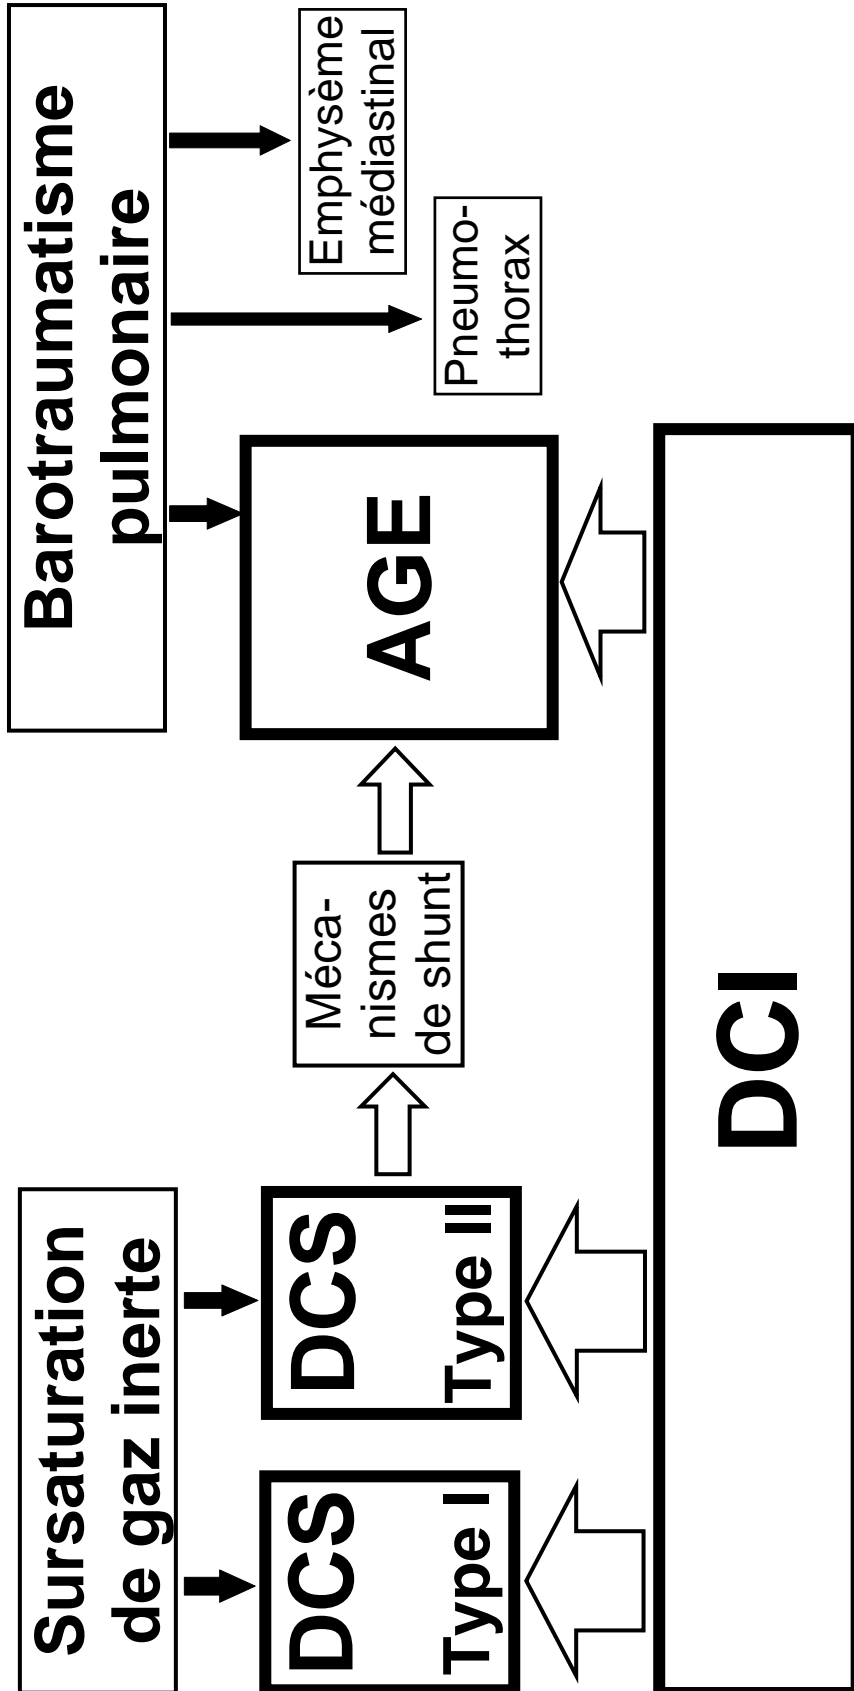 Sursaturation
de gaz inerte
Barotraumatisme
pulmonaire
DCS
Type I
DCS
Type II
Méca-
nismes
de shunt
AGE
Pneumo-
thorax
Emphysème
médiastinal
DCI